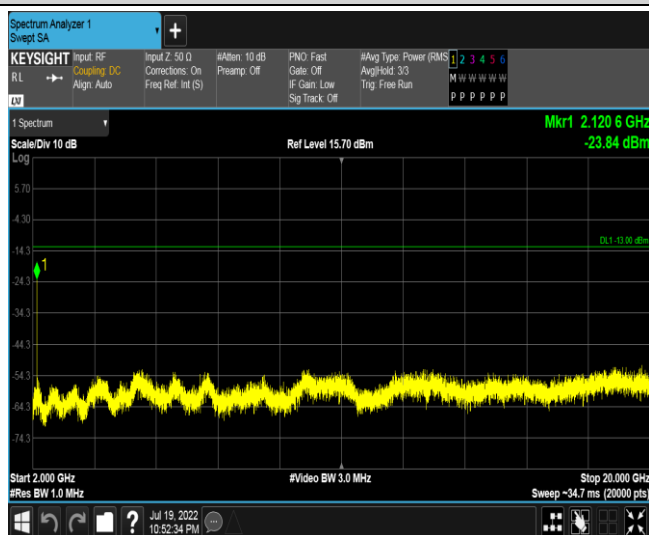 Spectrum Analyzer 1
Swept SA
+
KEYSIGHT
RL
Input: RF
Coupling: DC
Align: Auto
Input Z: 50 Ω
Corrections: On
Freq Ref: Int (S)
#Atten: 10 dB
Preamp: Off
PNO: Fast
Gate: Off
IF Gain: Low
Sig Track: Off
#Avg Type: Power (RMS
Avg|Hold: 3/3
Trig: Free Run
1 2 3 4 5 6
M W W W W W
P P P P P P
LXI
1 Spectrum
Scale/Div 10 dB
Log
Ref Level 15.70 dBm
Mkr1 2.120 6 GHz
-23.84 dBm
5.70
-4.30
DL1 -13.00 dBm
-14.3
1
-24.3
-34.3
-44.3
-54.3
-64.3
-74.3
Start 2.000 GHz
#Res BW 1.0 MHz
#Video BW 3.0 MHz
Stop 20.000 GHz
Sweep ~34.7 ms (20000 pts)
?
Jul 19, 2022
10:52:34 PM